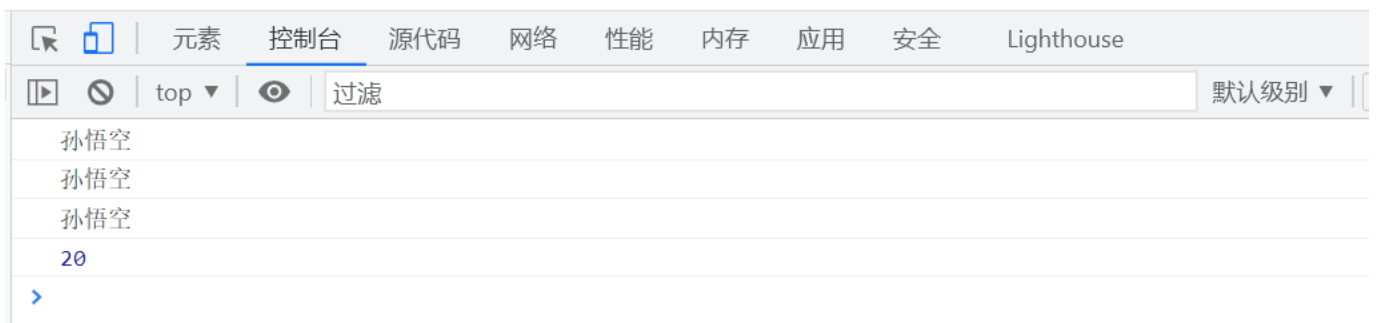 元素 控制台 源代码 网络 性能 内存 应用 安全 Lighthouse
top ▼ 过滤 默认级别 ▼
孙悟空
孙悟空
孙悟空
20